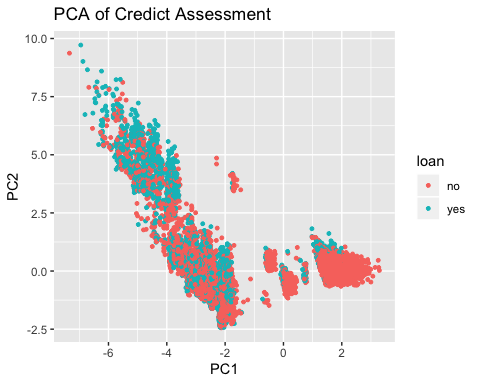 PCA of Credict Assessment
10.0
7.5
5.0
2.5
0.0
-2.5
PC2
-6
-4
-2
0
2
PC1
loan
no
yes